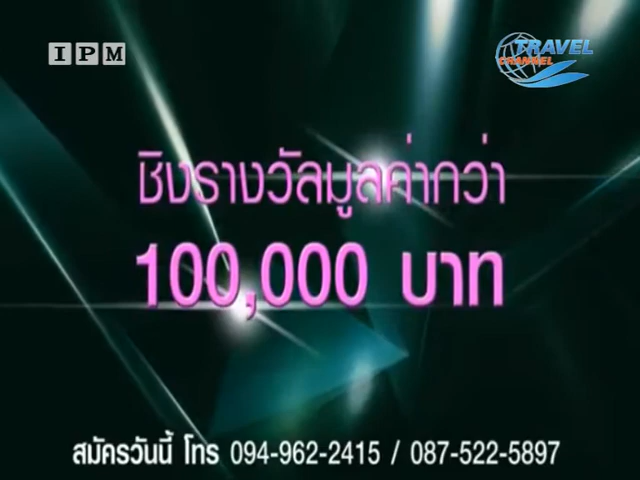 IPM
TRAVEL
CHANNEL
ชิงรางวัลมูลค่ากว่า
100,000 บาท
สมัครวันนี้ โทร 094-962-2415 / 087-522-5897